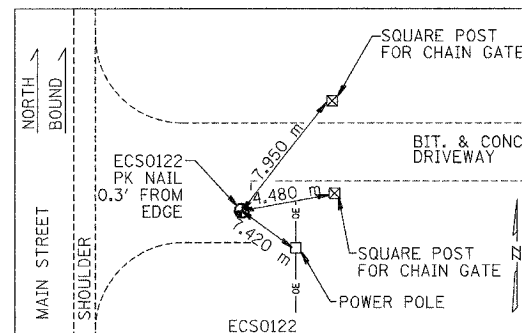 SQUARE POST
FOR CHAIN GATE
NORTH
BOUND
7.950 m
BIT. & CONC
DRIVEWAY
ECS0122
PK NAIL
0.3' FROM
EDGE
4.480 m
OE
7.420 m
SQUARE POST
FOR CHAIN GATE
MAIN STREET
SHOULDER
N
OE
POWER POLE
ECS0122